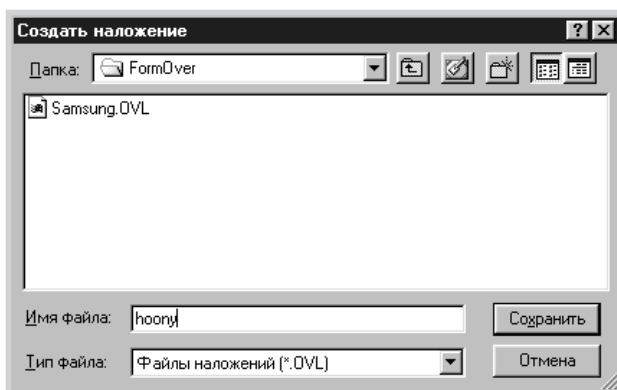 Создать наложение
Папка: FormOver
Samsung.OVL
Имя файла: hoony
Сохранить
Тип файла: Файлы наложений (*.OVL)
Отмена